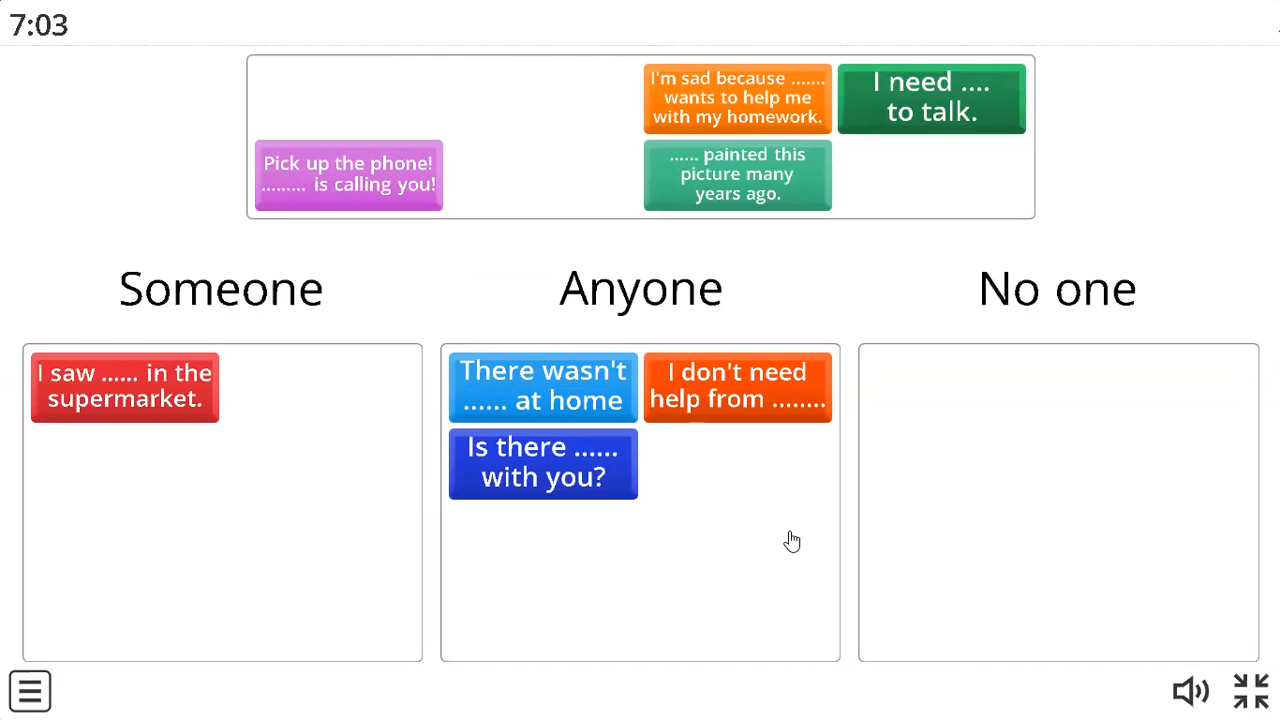 7:03
I'm sad because .......
wants to help me
with my homework.
I need ....
to talk.
Pick up the phone!
......... is calling you!
...... painted this
picture many
years ago.
Someone
Anyone
No one
I saw ...... in the
supermarket.
There wasn't
...... at home
I don't need
help from ........
Is there ......
with you?